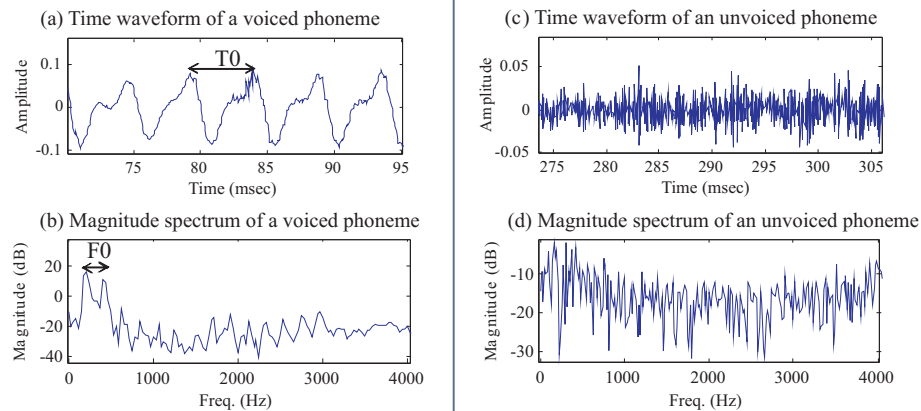 (a) Time waveform of a voiced phoneme
T0
0.1
0
-0.1
Amplitude
75 80 85 90 95
Time (msec)
(b) Magnitude spectrum of a voiced phoneme
F0
20
0
-20
-40
Magnitude (dB)
0 1000 2000 3000 4000
Freq. (Hz)
(c) Time waveform of an unvoiced phoneme
0.05
0
-0.05
Amplitude
275 280 285 290 295 300 305
Time (msec)
(d) Magnitude spectrum of an unvoiced phoneme
-10
-20
-30
Magnitude (dB)
0 1000 2000 3000 4000
Freq. (Hz)